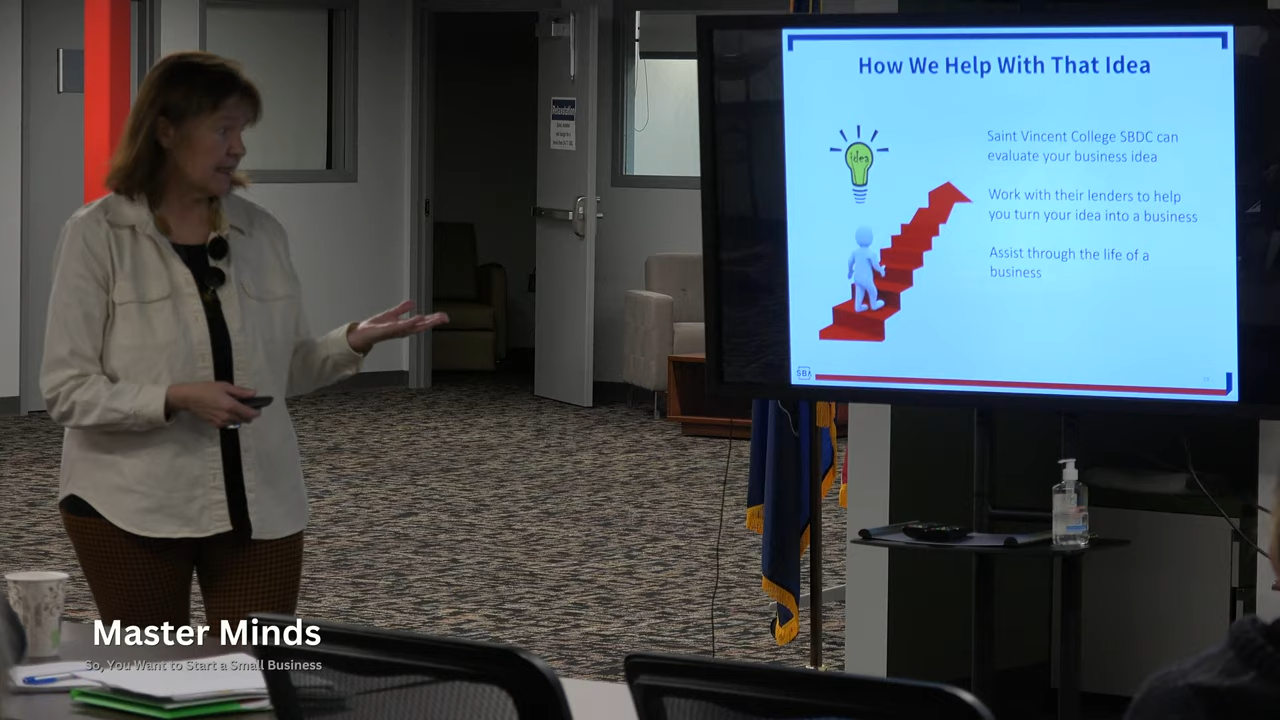 How We Help With That Idea
idea
Saint Vincent College SBDC can
evaluate your business idea
Work with their lenders to help
you turn your idea into a business
Assist through the life of a
business
SBA
Master Minds
So, You Want to Start a Small Business